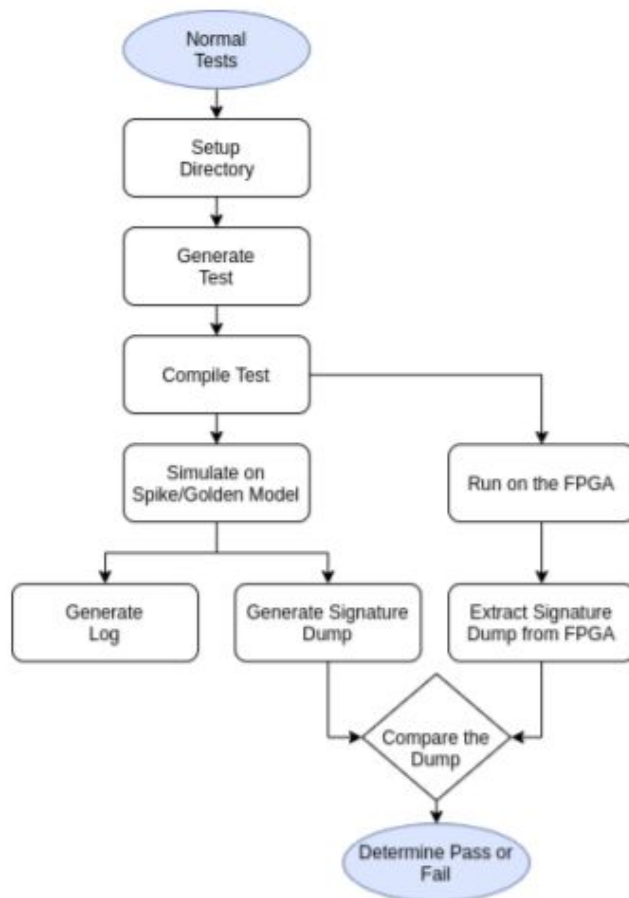 Normal
Tests
Setup
Directory
Generate
Test
Compile Test
Simulate on
Spike/Golden Model
Run on the FPGA
Generate
Log
Generate Signature
Dump
Extract Signature
Dump from FPGA
Compare the
Dump
Determine Pass or
Fail